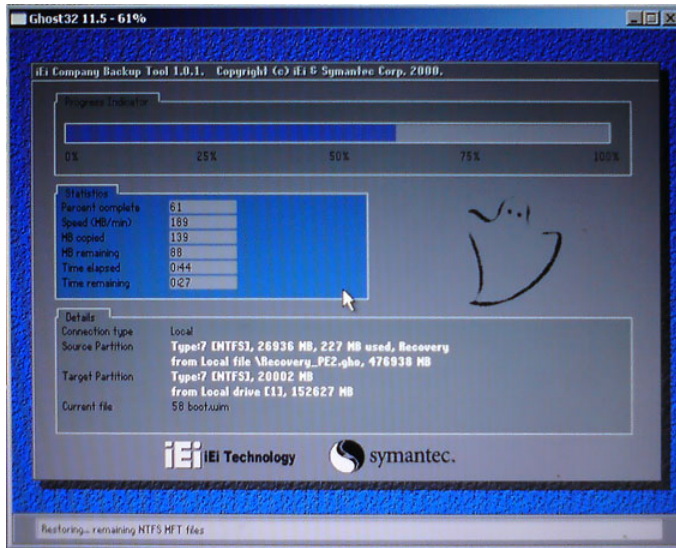 Ghost32 11.5 - 61%
iEi Company Backup Tool 1.0.1. Copyright (c) iEi & Symantec Corp. 2000.
Progress Indicator
0% 25% 50% 75% 100%
Statistics
Percent complete 61
Speed (MB/min) 189
MB copied 139
MB remaining 88
Time elapsed 0:44
Time remaining 0:27
Details
Connection type Local
Source Partition Type:7 [NTFS], 26936 MB, 227 MB used, Recovery
from Local file \Recovery_PE2.gho, 476938 MB
Target Partition Type:7 [NTFS], 20002 MB
from Local drive [1], 152627 MB
Current file 58 boot.wim
iEi iEi Technology symantec.
Restoring... remaining NTFS MFT files